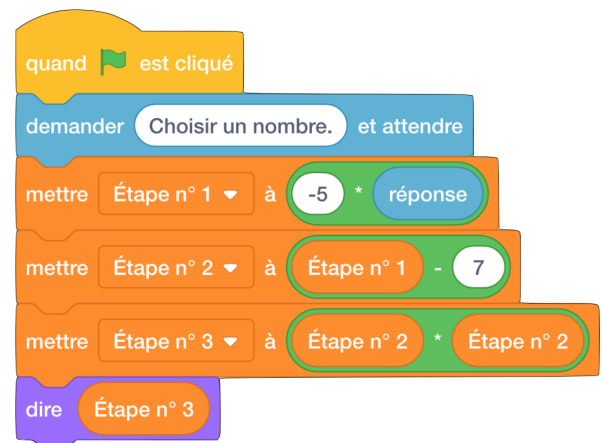 quand est cliqué
demander Choisir un nombre. et attendre
mettre Étape n° 1 à -5 * réponse
mettre Étape n° 2 à Étape n° 1 - 7
mettre Étape n° 3 à Étape n° 2 * Étape n° 2
dire Étape n° 3